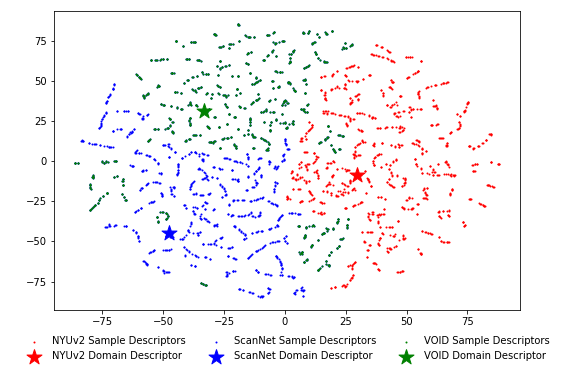 75
50
25
0
−25
−50
−75
−75 −50 −25 0 25 50 75
NYUv2 Sample Descriptors ScanNet Sample Descriptors VOID Sample Descriptors
NYUv2 Domain Descriptor ScanNet Domain Descriptor VOID Domain Descriptor